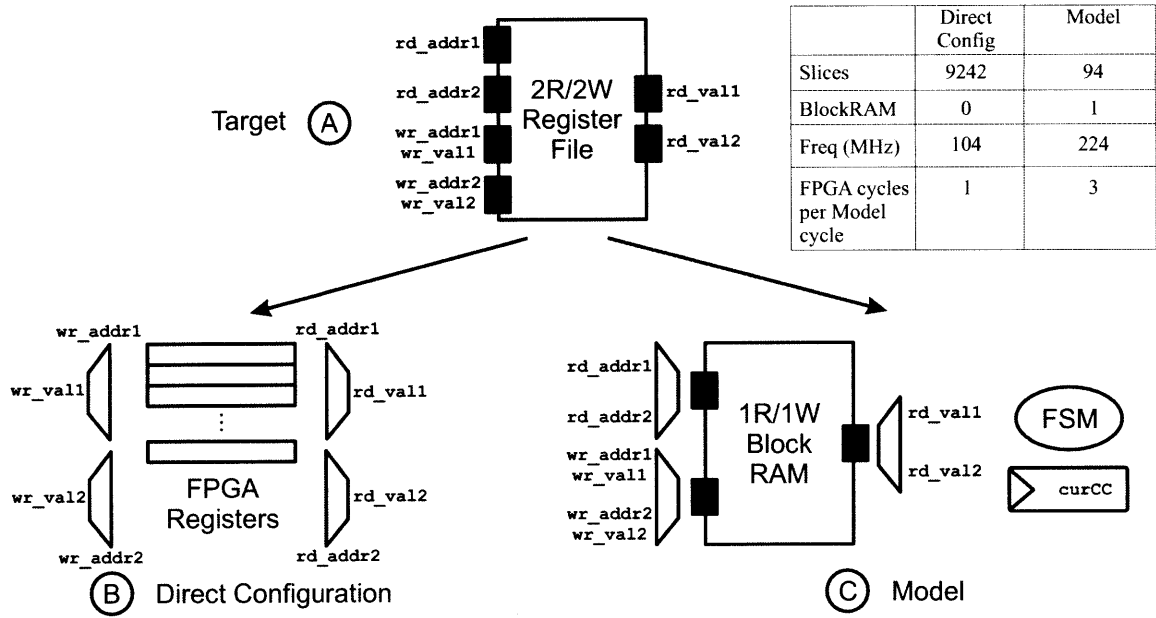 rd_addr1
rd_addr2
wr_addr1
wr_val1
wr_addr2
wr_val2
2R/2W
Register
File
rd_val1
rd_val2
Target A
Direct Config Model
Slices 9242 94
BlockRAM 0 1
Freq (MHz) 104 224
FPGA cycles per Model cycle 1 3
wr_addr1
wr_val1
wr_val2
wr_addr2
FPGA
Registers
rd_addr1
rd_val1
rd_val2
rd_addr2
B Direct Configuration
rd_addr1
rd_addr2
wr_addr1
wr_val1
wr_addr2
wr_val2
1R/1W
Block
RAM
rd_val1
rd_val2
FSM
curCC
C Model